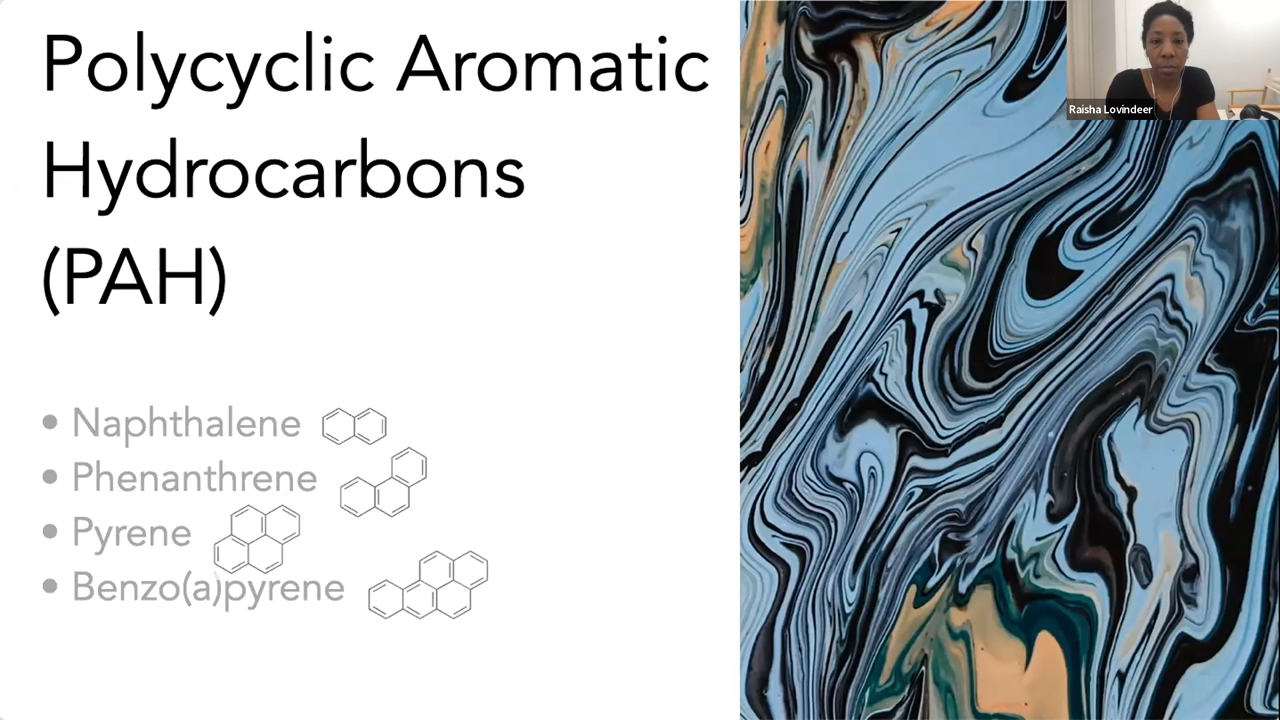 Polycyclic Aromatic
Hydrocarbons
(PAH)
Raisha Lovindeer
• Naphthalene
• Phenanthrene
• Pyrene
• Benzo(a)pyrene